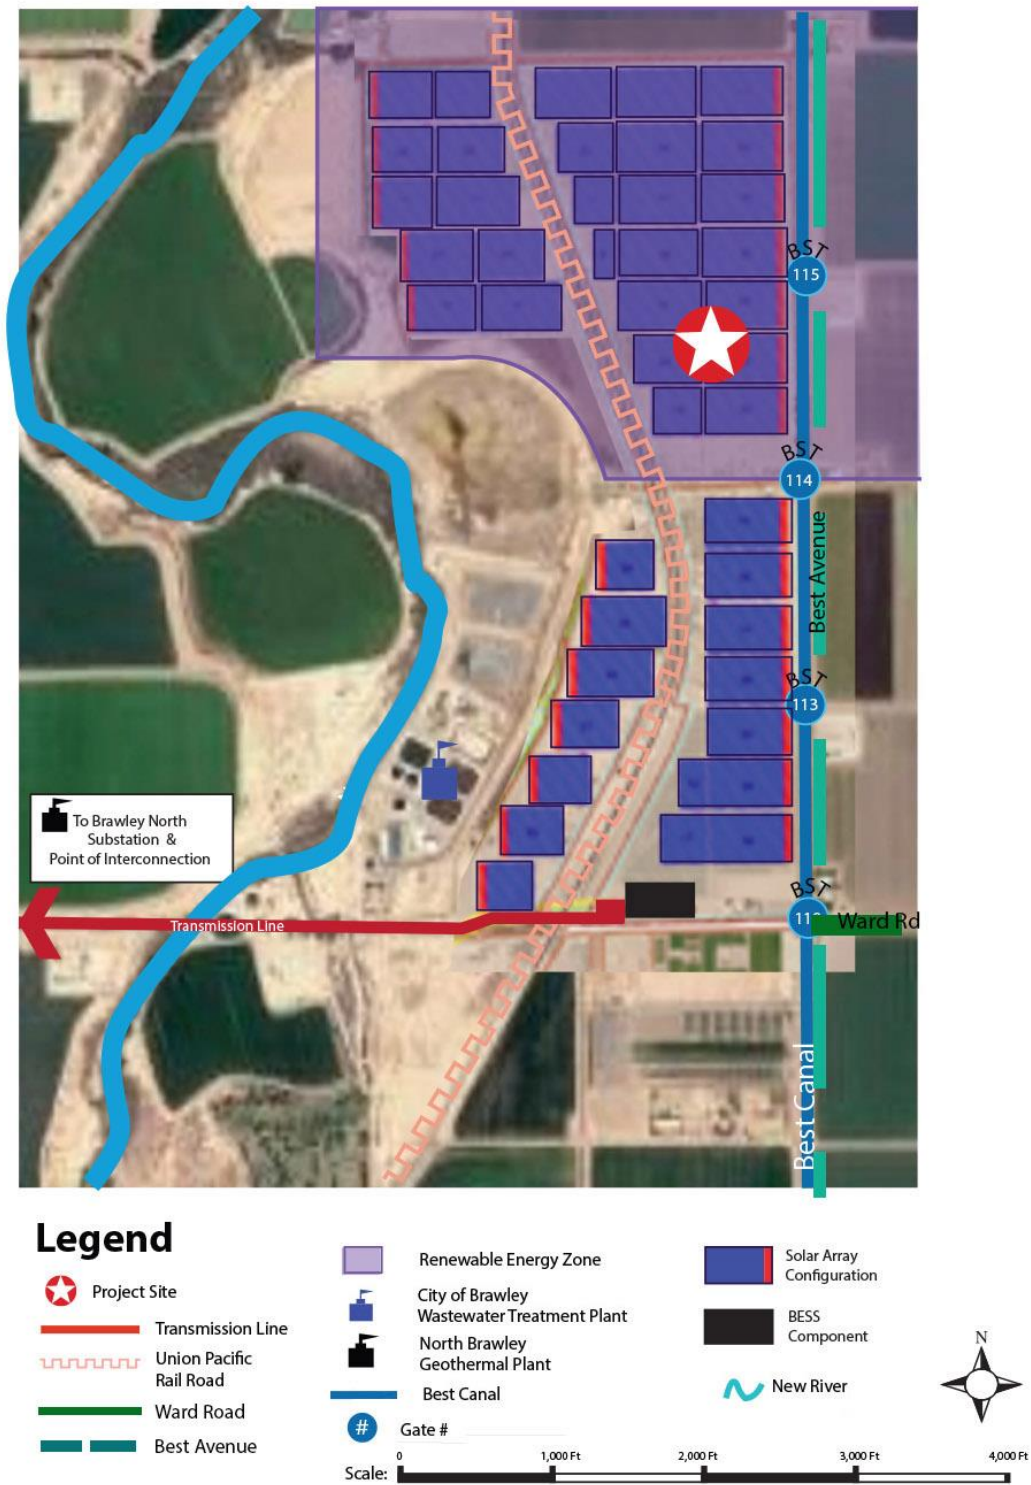 BST
115
BST
114
Best Avenue
BST
113
To Brawley North
Substation &
Point of Interconnection
BST
Transmission Line
Ward Rd
Best Canal
Legend
Project Site
Transmission Line
Union Pacific
Rail Road
Ward Road
Best Avenue
Renewable Energy Zone
City of Brawley
Wastewater Treatment Plant
North Brawley
Geothermal Plant
Best Canal
# Gate #
Solar Array
Configuration
BESS
Component
New River
N
Scale: 0 1,000 Ft 2,000 Ft 3,000 Ft 4,000 Ft